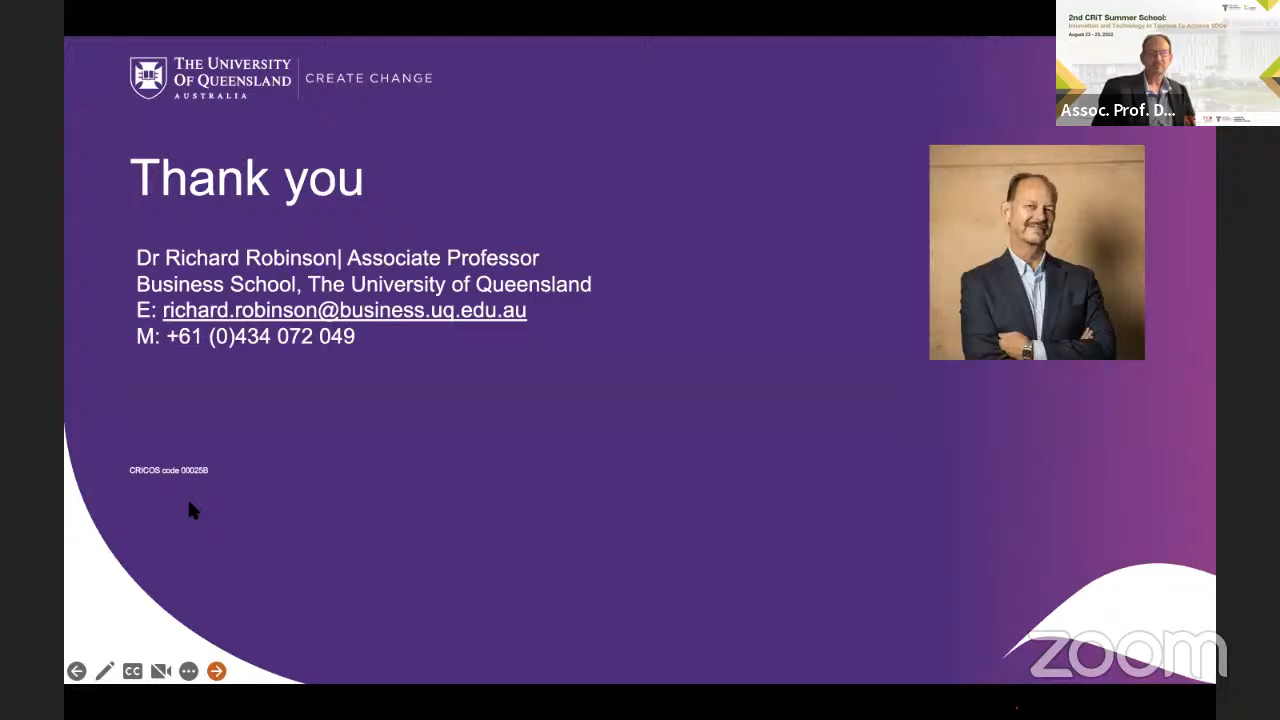 THE UNIVERSITY
OF QUEENSLAND
AUSTRALIA
CREATE CHANGE
2nd CRiT Summer School:
Innovation and Technology in Tourism To Achieve SDGs
August 23 - 25, 2022
Assoc. Prof. D...
Thank you
Dr Richard Robinson| Associate Professor
Business School, The University of Queensland
E: richard.robinson@business.uq.edu.au
M: +61 (0)434 072 049
CRICOS code 00025B
CC
zoom